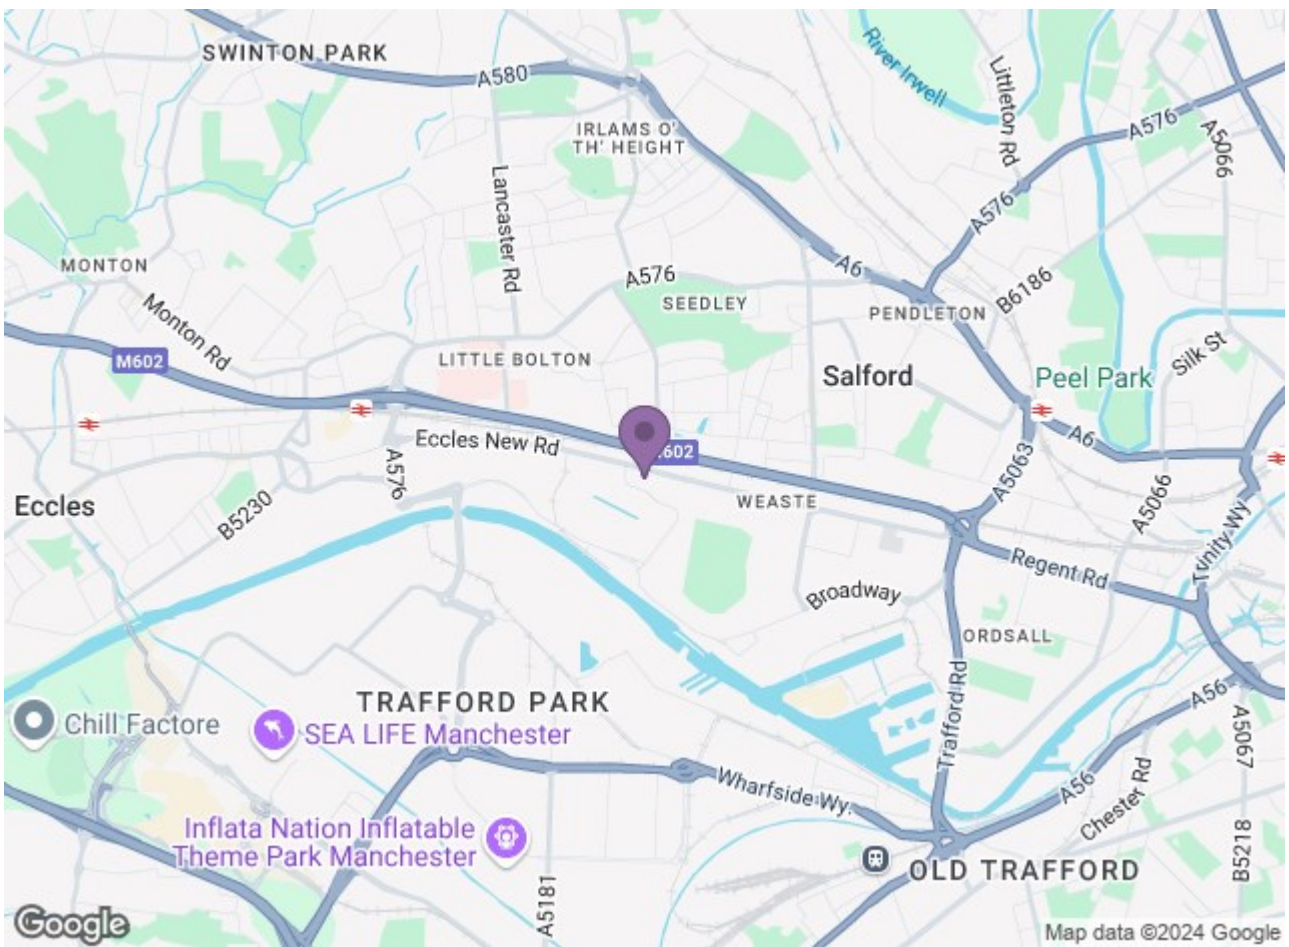 SWINTON PARK
A580
River Irwell
Littleton Rd
A576
A5066
IRLAMS O'
TH' HEIGHT
Lancaster Rd
A576
MONTON
A576
A6
B6186
SEEDLEY
PENDLETON
Monton Rd
M602
LITTLE BOLTON
Salford
Peel Park
Silk St
Eccles New Rd
602
A6
A576
A5063
Eccles
B5230
WEASTE
A5066
Trinity Wy
Regent Rd
Broadway
ORDSALL
TRAFFORD PARK
Trafford Rd
A56
Chill Factore
SEA LIFE Manchester
A5067
Wharfside Wy.
A56
Chester Rd
Inflata Nation Inflatable
Theme Park Manchester
B5218
OLD TRAFFORD
A5181
Google
Map data ©2024 Google